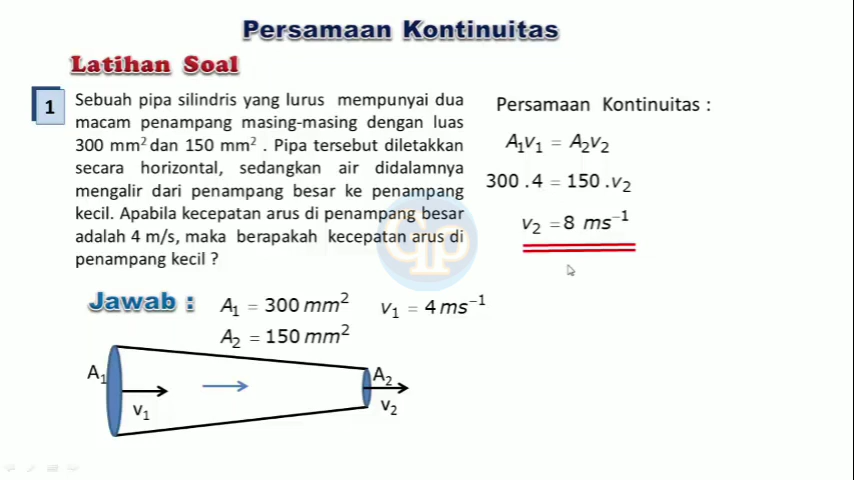 Persamaan Kontinuitas
Latihan Soal
1
Sebuah pipa silindris yang lurus mempunyai dua
macam penampang masing-masing dengan luas
300 mm² dan 150 mm² . Pipa tersebut diletakkan
secara horizontal, sedangkan air didalamnya
mengalir dari penampang besar ke penampang
kecil. Apabila kecepatan arus di penampang besar
adalah 4 m/s, maka berapakah kecepatan arus di
penampang kecil ?
Persamaan Kontinuitas :
A₁v₁ = A₂v₂
300 .4 = 150 .v₂
v₂ = 8 ms⁻¹
Jawab :
A₁ = 300 mm²
v₁ = 4 ms⁻¹
A₂ = 150 mm²
A₁
v₁
A₂
v₂